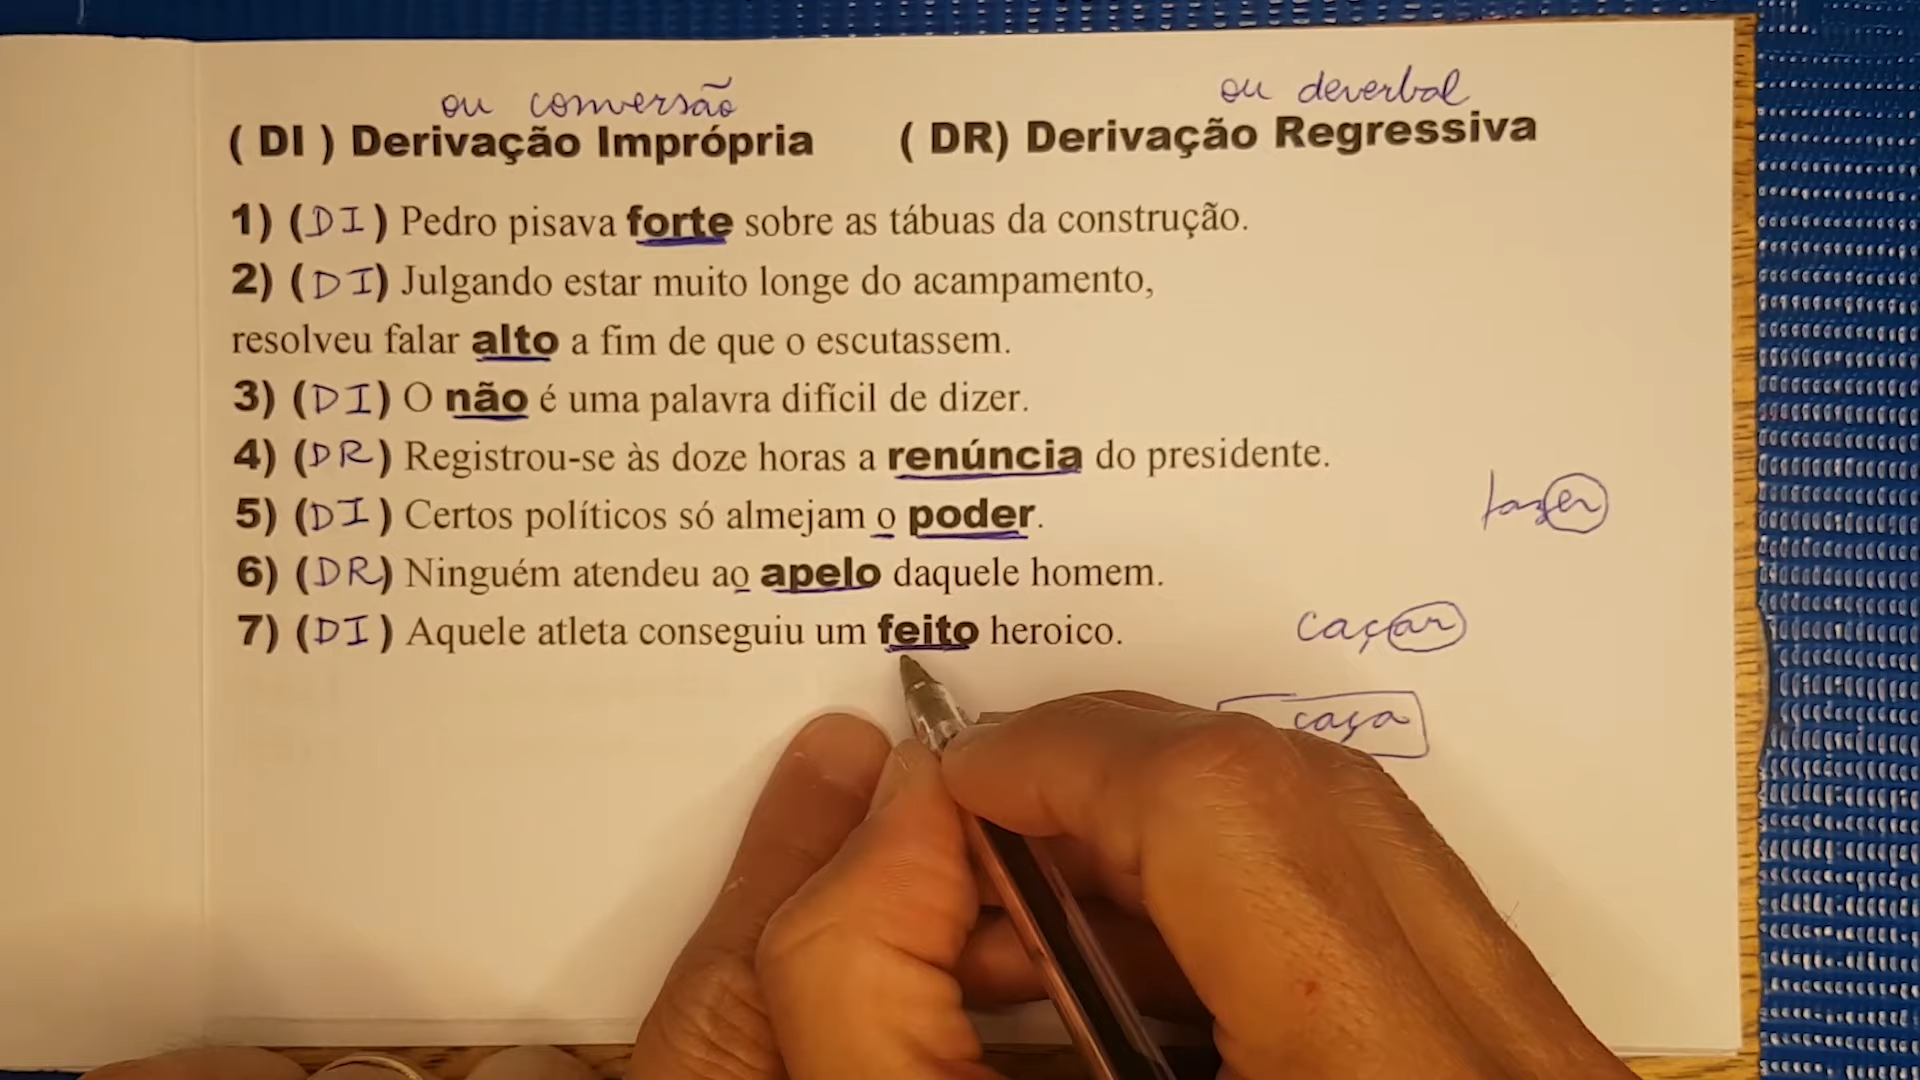 ou conversão
ou deverbal
( DI ) Derivação Imprópria ( DR) Derivação Regressiva
1) (DI) Pedro pisava forte sobre as tábuas da construção.
2) (DI) Julgando estar muito longe do acampamento,
resolveu falar alto a fim de que o escutassem.
3) (DI) O não é uma palavra difícil de dizer.
4) (DR) Registrou-se às doze horas a renúncia do presidente.
5) (DI) Certos políticos só almejam o poder.
6) (DR) Ninguém atendeu ao apelo daquele homem.
7) (DI) Aquele atleta conseguiu um feito heroico.
fazer
caçar
caça